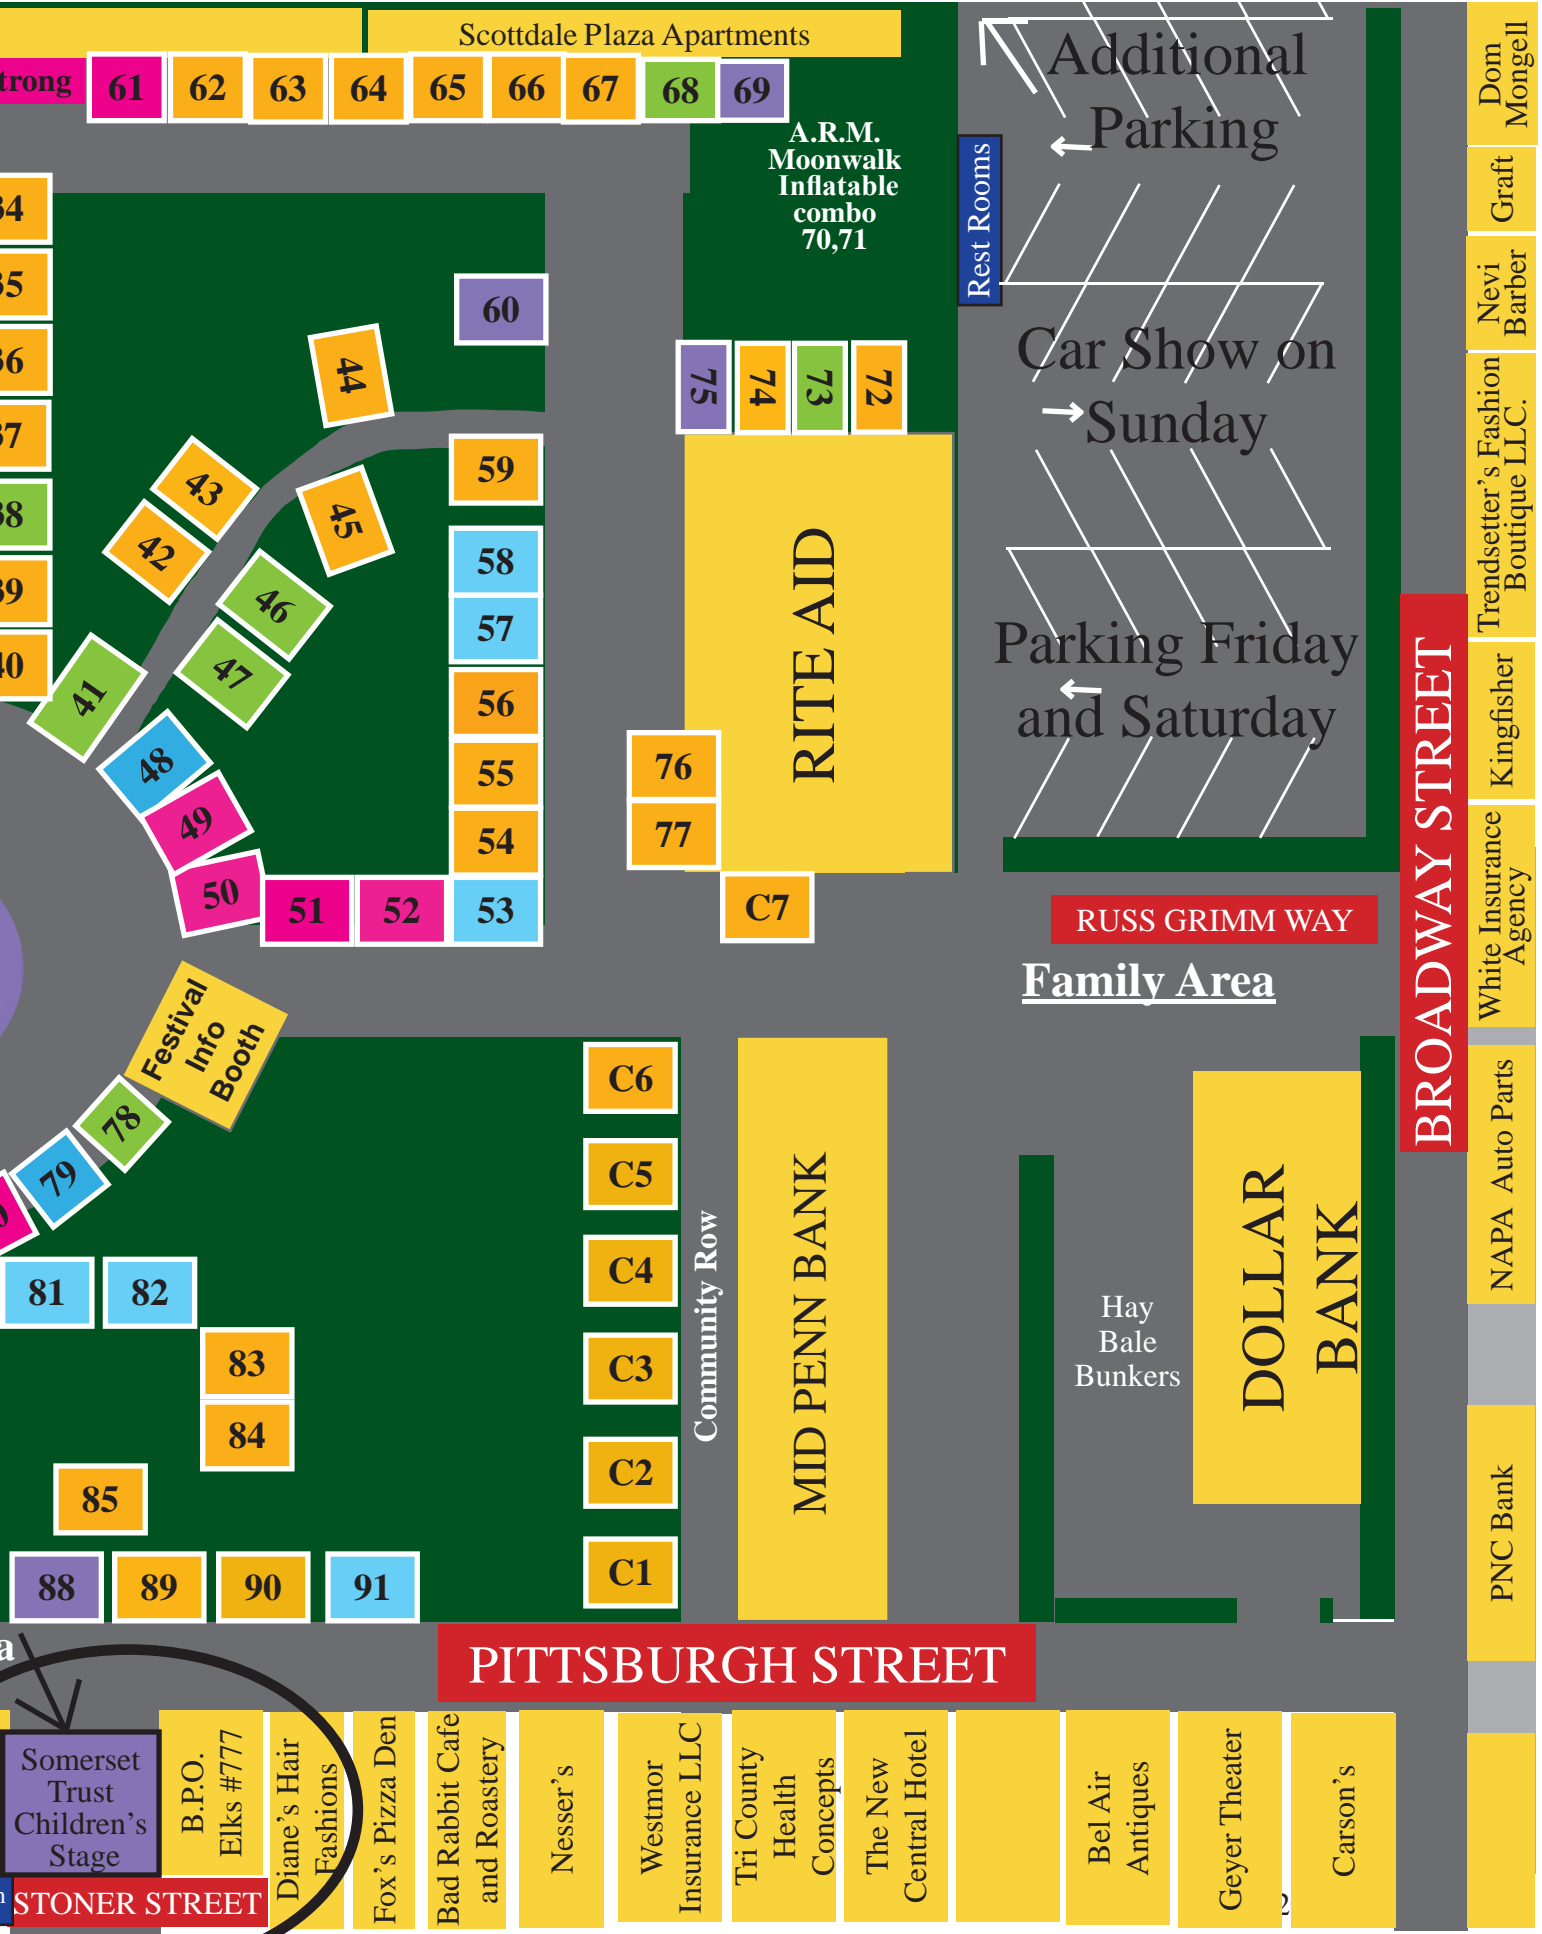 Scottdale Plaza Apartments
61
62
63
64
65
66
67
68
69
A.R.M.
Moonwalk
Inflatable
combo
70,71
Rest Rooms
Additional
Parking
Car Show on
Sunday
Parking Friday
and Saturday
Dom
Mongell
Graft
Nevi
Barber
Trendsetter's Fashion
Boutique LLC.
Kingfisher
White Insurance
Agency
NAPA Auto Parts
PNC Bank
BROADWAY STREET
60
44
43
42
45
46
47
41
48
49
50
51
52
53
59
58
57
56
55
54
75
74
73
72
RITE AID
76
77
C7
RUSS GRIMM WAY
Family Area
Festival
Info
Booth
78
79
81
82
83
84
85
88
89
90
91
C6
C5
C4
C3
C2
C1
Community Row
MID PENN BANK
Hay
Bale
Bunkers
DOLLAR
BANK
PITTSBURGH STREET
Somerset
Trust
Children's
Stage
STONER STREET
B.P.O.
Elks #777
Diane's Hair
Fashions
Fox's Pizza Den
Bad Rabbit Cafe
and Roastery
Nesser's
Westmor
Insurance LLC
Tri County
Health
Concepts
The New
Central Hotel
Bel Air
Antiques
Geyer Theater
Carson's